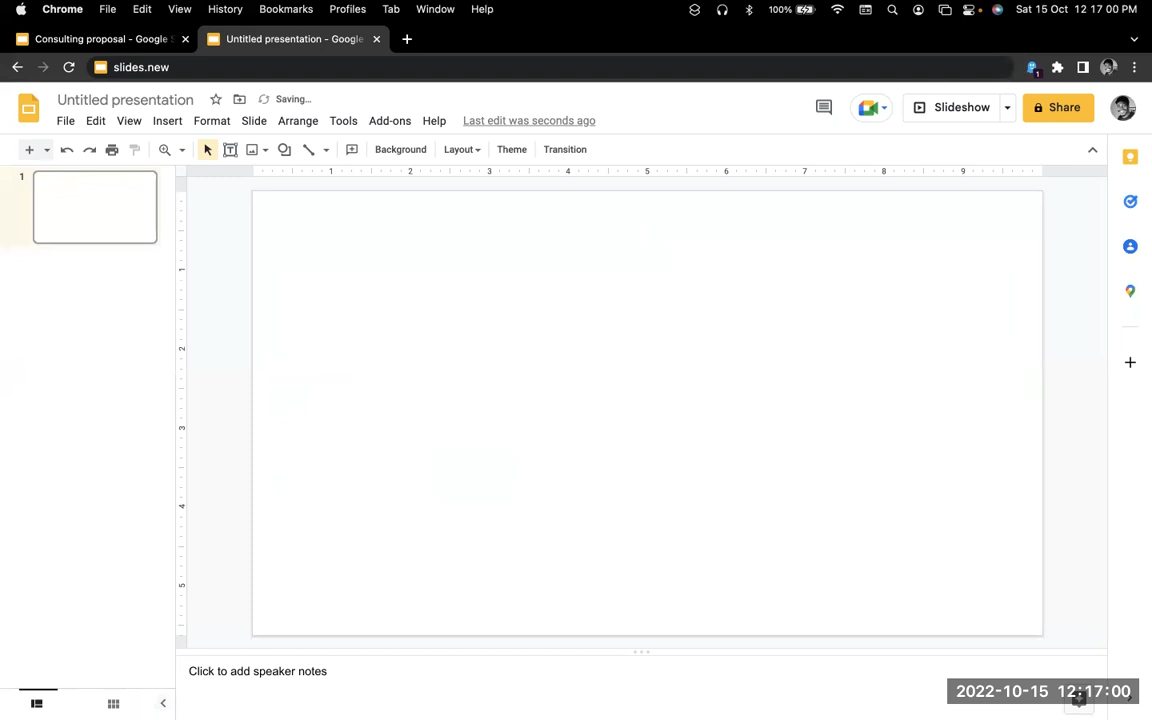 Chrome File Edit View History Bookmarks Profiles Tab Window Help 100% Sat 15 Oct 12 17 00 PM
Consulting proposal - Google S Untitled presentation - Google
slides.new 1
Untitled presentation Saving...
File Edit View Insert Format Slide Arrange Tools Add-ons Help Last edit was seconds ago
Slideshow Share
Background Layout Theme Transition
1 2 3 4 5 6 7 8 9
1
1
2
3
4
5
Click to add speaker notes
2022-10-15 12:17:00